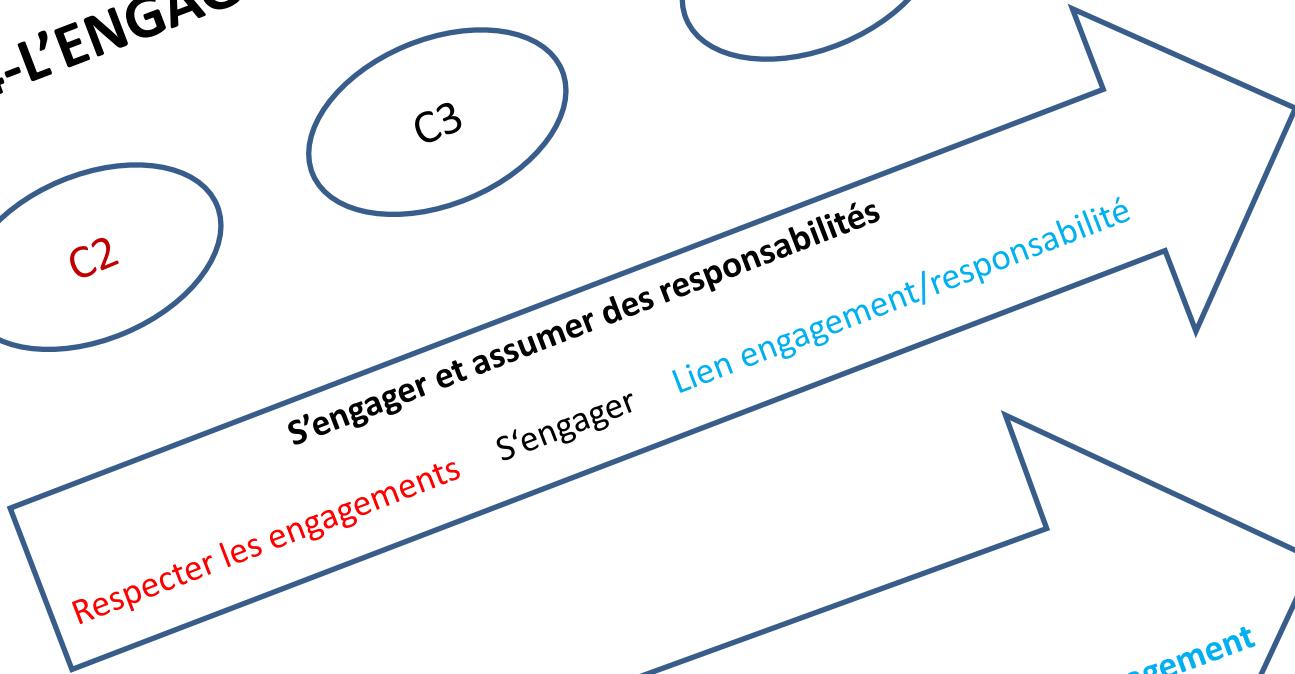 -L’ENGAG
C3
C2
S’engager et assumer des responsabilités
Respecter les engagements S‘engager Lien engagement/responsabilité
gement